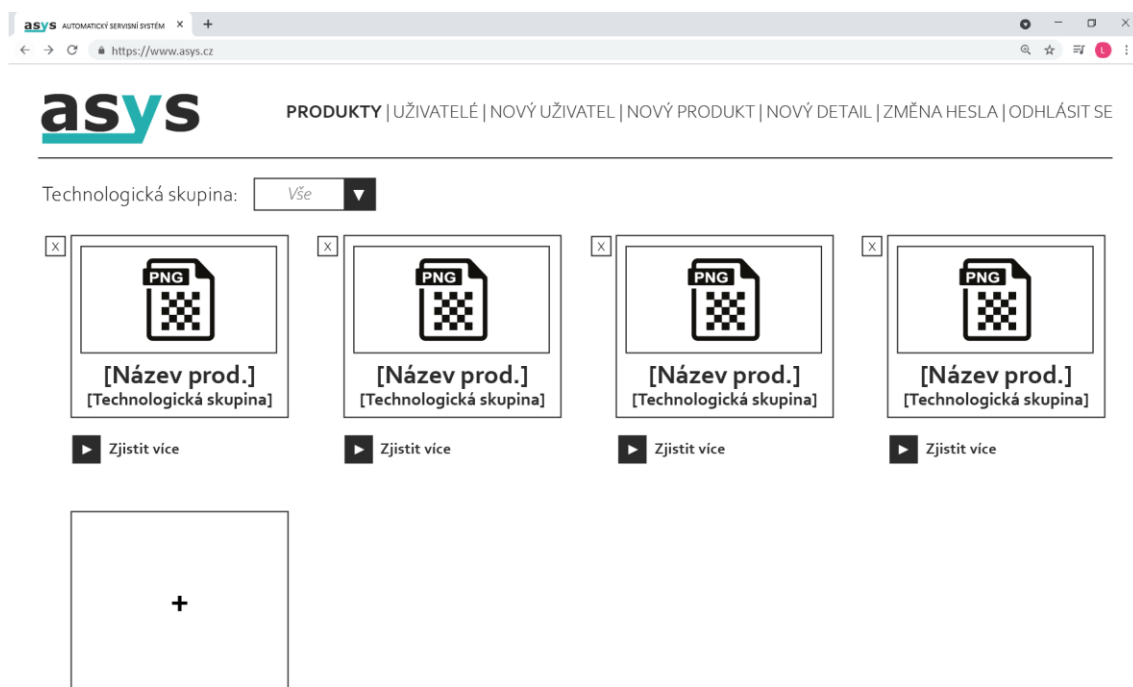 asys AUTOMATICKÝ SERVISNÍ SYSTÉM X +
https://www.asys.cz L
asys PRODUKTY | UŽIVATELÉ | NOVÝ UŽIVATEL | NOVÝ PRODUKT | NOVÝ DETAIL | ZMĚNA HESLA | ODHLÁSIT SE
Technologická skupina: Vše
X X X X
PNG PNG PNG PNG
[Název prod.] [Název prod.] [Název prod.] [Název prod.]
[Technologická skupina] [Technologická skupina] [Technologická skupina] [Technologická skupina]
Zjistit více Zjistit více Zjistit více Zjistit více
+